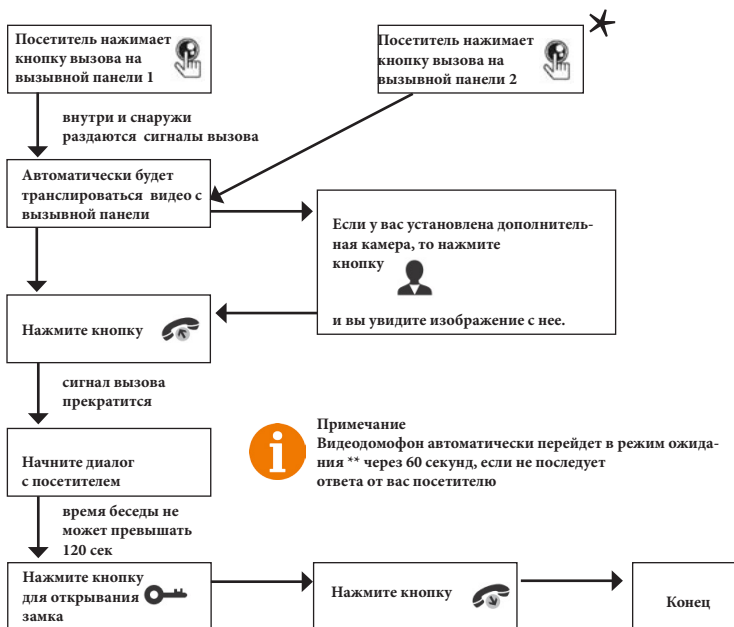 Посетитель нажимает
кнопку вызова на
вызывной панели 1
Посетитель нажимает
кнопку вызова на
вызывной панели 2
внутри и снаружи
раздаются сигналы вызова
Автоматически будет
транслироваться видео с
вызывной панели
Если у вас установлена дополнитель-
ная камера, то нажмите
кнопку
и вы увидите изображение с нее.
Нажмите кнопку
сигнал вызова
прекратится
Примечание
Видеодомофон автоматически перейдет в режим ожида-
ния ** через 60 секунд, если не последует
ответа от вас посетителю
Начните диалог
с посетителем
время беседы не
может превышать
120 сек
Нажмите кнопку
для открывания
замка
Нажмите кнопку
Конец